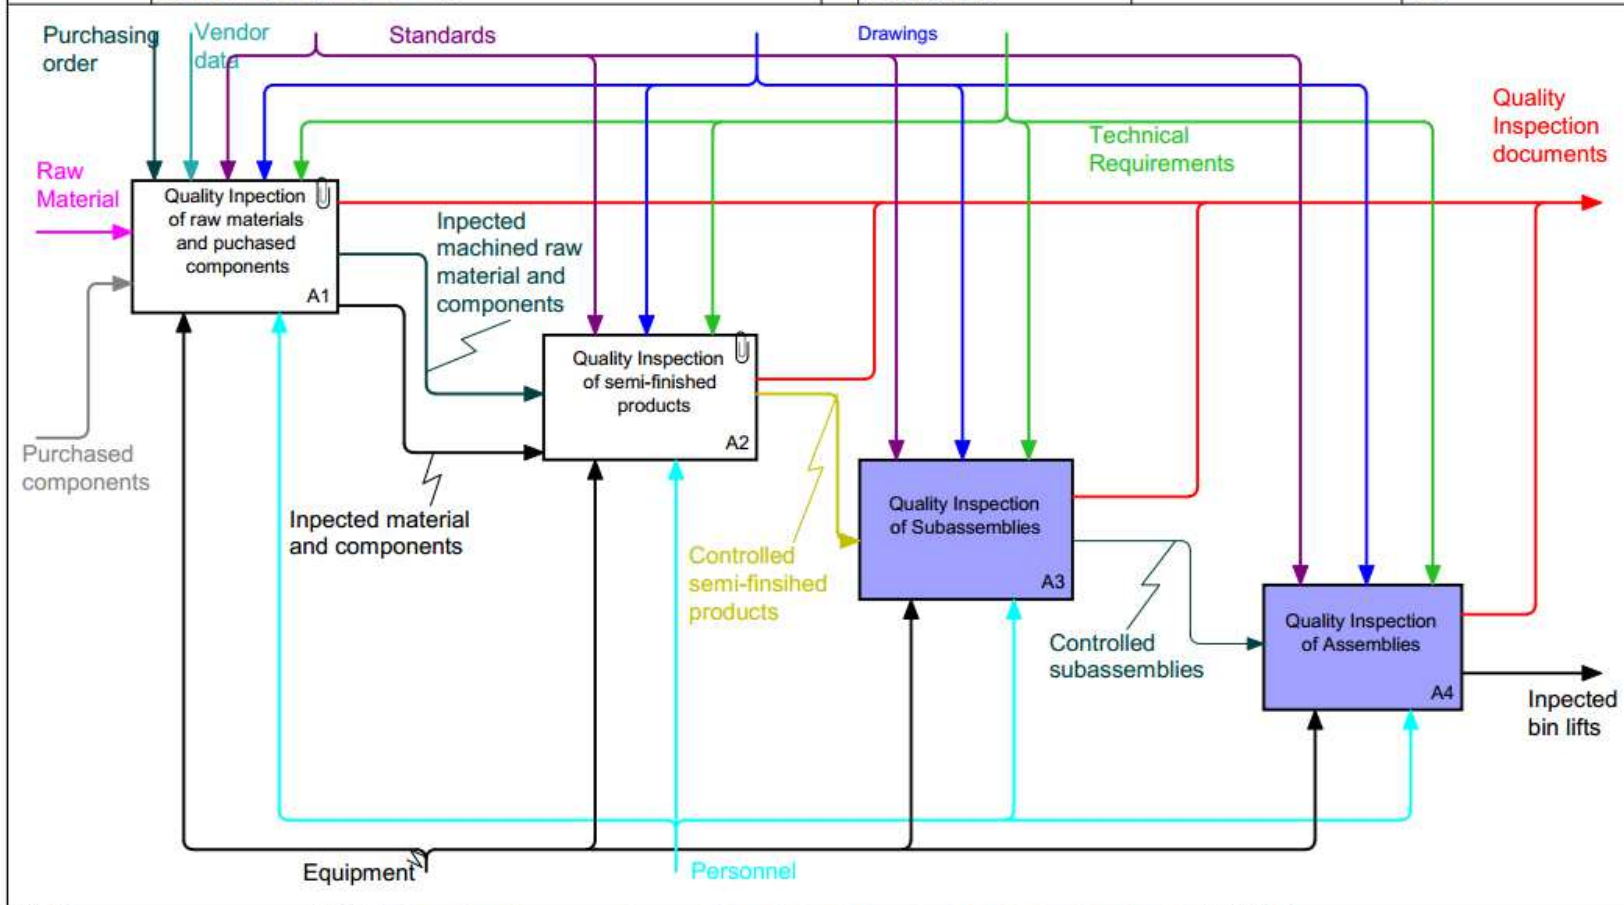 Purchasing
order
Vendor
data
Standards
Drawings
Quality
Inspection
documents
Technical
Requirements
Raw
Material
Quality Inpection
of raw materials
and puchased
components
A1
Inpected
machined raw
material and
components
Quality Inspection
of semi-finished
products
A2
Purchased
components
Inpected material
and components
Controlled
semi-finsihed
products
Quality Inspection
of Subassemblies
A3
Controlled
subassemblies
Quality Inspection
of Assemblies
A4
Inpected
bin lifts
Equipment
Personnel